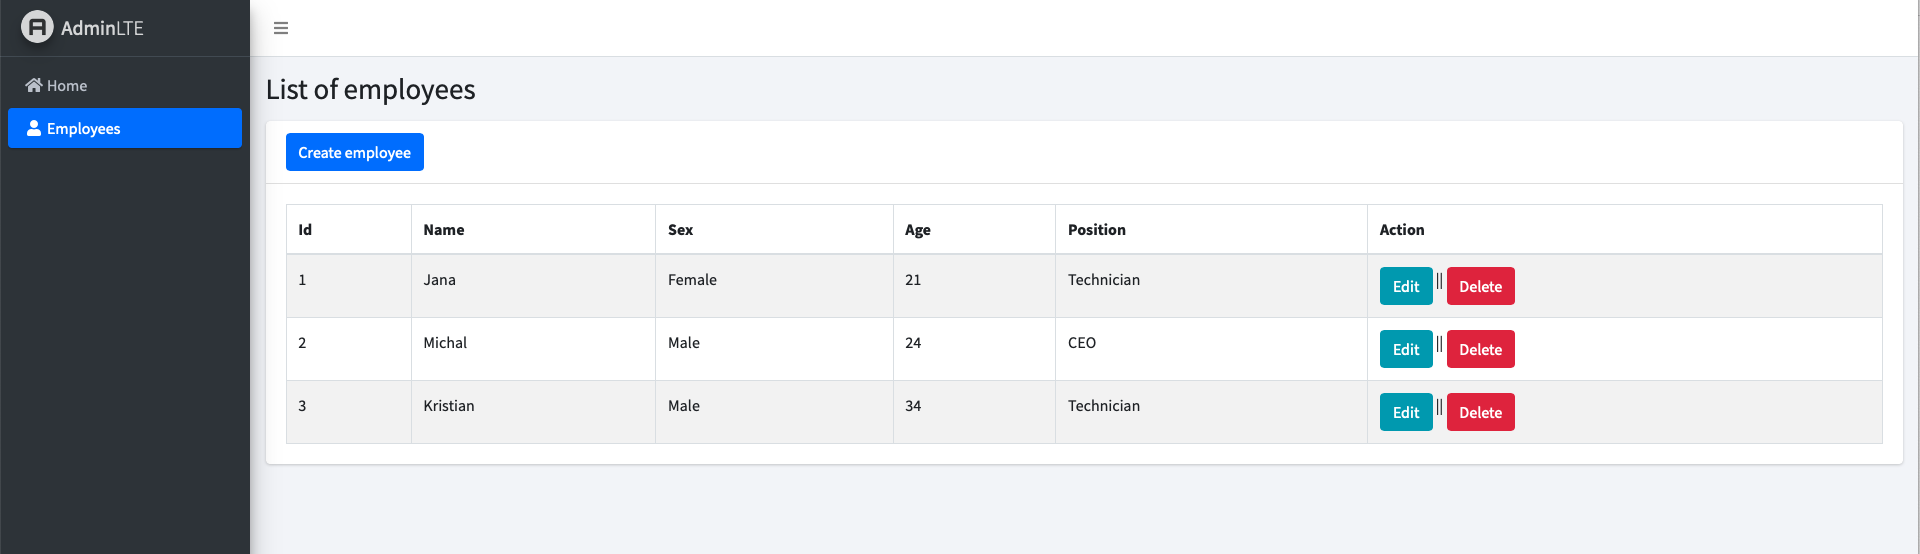 AdminLTE
Home
Employees
List of employees
Create employee
Id Name Sex Age Position Action
1 Jana Female 21 Technician Edit || Delete
2 Michal Male 24 CEO Edit || Delete
3 Kristian Male 34 Technician Edit || Delete